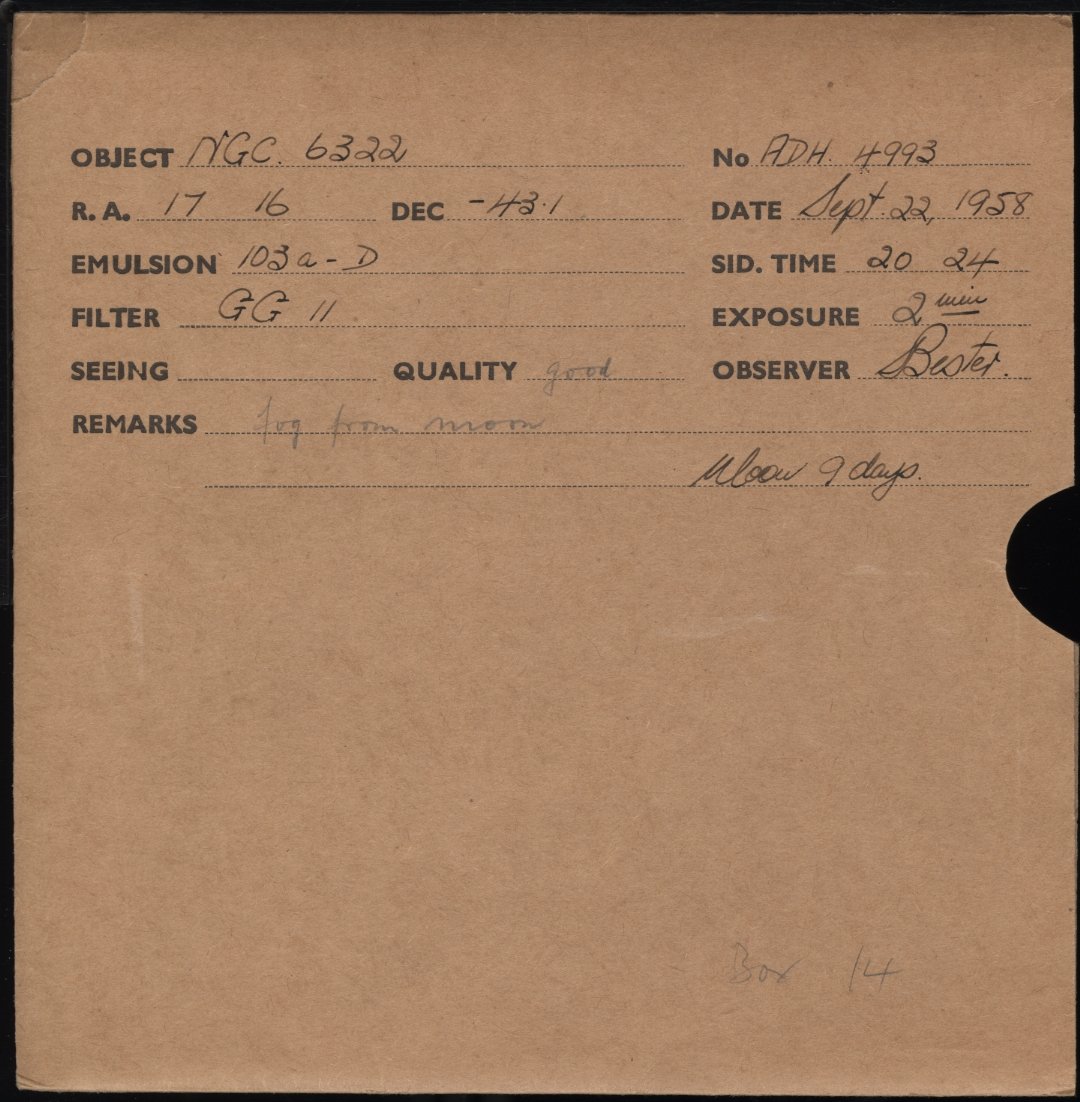 OBJECT NGC. 6322 No ADH. 4993
R. A. 17 16 DEC -43.1 DATE Sept. 22, 1958
EMULSION 103a-D SID. TIME 20 24
FILTER GG 11 EXPOSURE 2 min
SEEING QUALITY good OBSERVER Bester.
REMARKS fog from moon
Moon 9 days.
Box 14